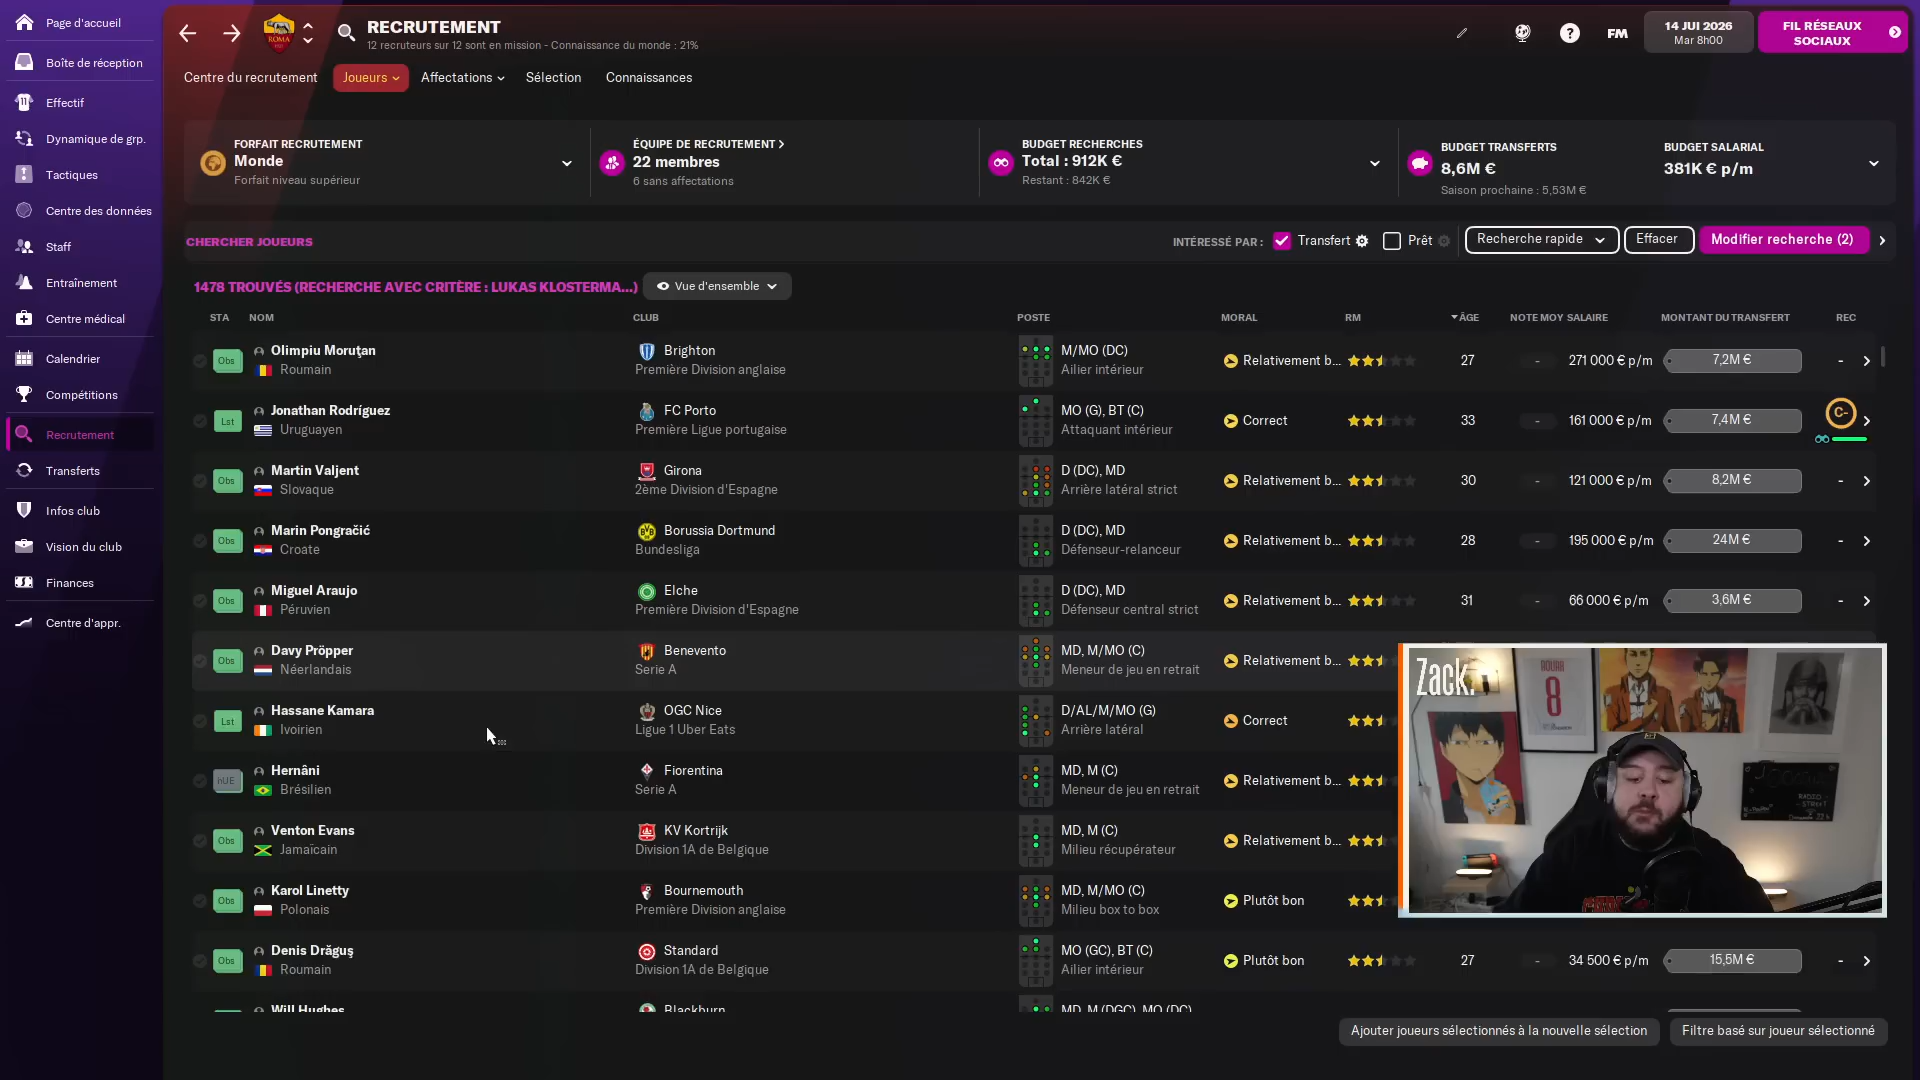 Page d'accueil
Boîte de réception
Effectif
Dynamique de grp.
Tactiques
Centre des données
Staff
Entraînement
Centre médical
Calendrier
Compétitions
Recrutement
Transferts
Infos club
Vision du club
Finances
Centre d'appr.
ROMA
RECRUTEMENT
12 recruteurs sur 12 sont en mission - Connaissance du monde : 21%
FM
14 JUI 2026
Mar 8h00
FIL RÉSEAUX SOCIAUX
Centre du recrutement Joueurs Affectations Sélection Connaissances
FORFAIT RECRUTEMENT
Monde
Forfait niveau supérieur
ÉQUIPE DE RECRUTEMENT
22 membres
6 sans affectations
BUDGET RECHERCHES
Total : 912K €
Restant : 842K €
BUDGET TRANSFERTS
8,6M €
Saison prochaine : 5,53M €
BUDGET SALARIAL
381K € p/m
CHERCHER JOUEURS
INTÉRESSÉ PAR : Transfert Prêt Recherche rapide Effacer Modifier recherche (2)
1478 TROUVÉS (RECHERCHE AVEC CRITÈRE : LUKAS KLOSTERMA...) Vue d'ensemble
STA NOM CLUB POSTE MORAL RM ÂGE NOTE MOY SALAIRE MONTANT DU TRANSFERT REC
Obs Olimpiu Moruţan Brighton M/MO (DC) Relativement b... 27 - 271 000 € p/m 7,2M € -
Roumain Première Division anglaise Ailier intérieur
Lst Jonathan Rodríguez FC Porto MO (G), BT (C) Correct 33 - 161 000 € p/m 7,4M € C-
Uruguayen Première Ligue portugaise Attaquant intérieur
Obs Martin Valjent Girona D (DC), MD Relativement b... 30 - 121 000 € p/m 8,2M € -
Slovaque 2ème Division d'Espagne Arrière latéral strict
Obs Marin Pongračić Borussia Dortmund D (DC), MD Relativement b... 28 - 195 000 € p/m 24M € -
Croate Bundesliga Défenseur-relanceur
Obs Miguel Araujo Elche D (DC), MD Relativement b... 31 - 66 000 € p/m 3,6M € -
Péruvien Première Division d'Espagne Défenseur central strict
Obs Davy Pröpper Benevento MD, M/MO (C) Relativement b...
Néerlandais Serie A Meneur de jeu en retrait
Lst Hassane Kamara OGC Nice D/AL/M/MO (G) Correct
Ivoirien Ligue 1 Uber Eats Arrière latéral
nUE Hernâni Fiorentina MD, M (C) Relativement b...
Brésilien Serie A Meneur de jeu en retrait
Obs Venton Evans KV Kortrijk MD, M (C) Relativement b...
Jamaïcain Division 1A de Belgique Milieu récupérateur
Obs Karol Linetty Bournemouth MD, M/MO (C) Plutôt bon
Polonais Première Division anglaise Milieu box to box
Obs Denis Drăguş Standard MO (GC), BT (C) Plutôt bon 27 - 34 500 € p/m 15,5M € -
Roumain Division 1A de Belgique Ailier intérieur
Will Hughes Blackburn MD, M (DGC), MO (DC)
Zack.
8
Ajouter joueurs sélectionnés à la nouvelle sélection Filtre basé sur joueur sélectionné